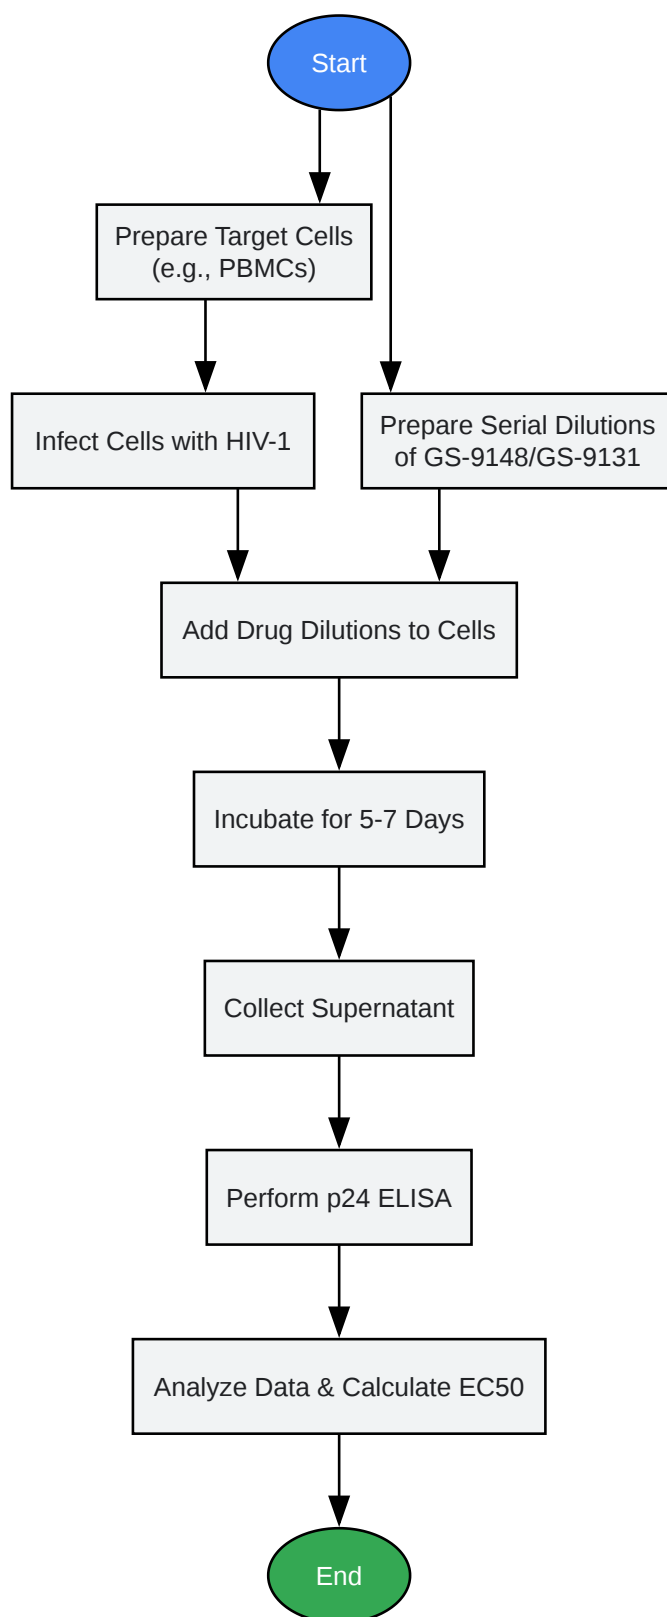 Start
Prepare Target Cells
(e.g., PBMCs)
Infect Cells with HIV-1
Prepare Serial Dilutions
of GS-9148/GS-9131
Add Drug Dilutions to Cells
Incubate for 5-7 Days
Collect Supernatant
Perform p24 ELISA
Analyze Data & Calculate EC50
End